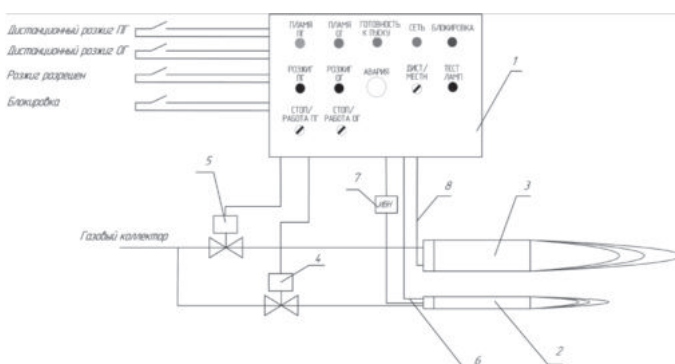 Дистанционный розжиг ПГ
Дистанционный розжиг ОГ
Розжиг разрешен
Блокировка
ПЛАМЯ
ПГ
ПЛАМЯ
ОГ
ГОТОВНОСТЬ
К ПУСКУ
СЕТЬ
БЛОКИРОВКА
РОЗЖИГ
ПГ
РОЗЖИГ
ОГ
АВАРИЯ
ДИСТ/
МЕСТН
ТЕСТ
ЛАМП
СТОП/
РАБОТА ПГ
СТОП/
РАБОТА ОГ
1
5
7
ИВН
8
3
Газовый коллектор
4
6
2